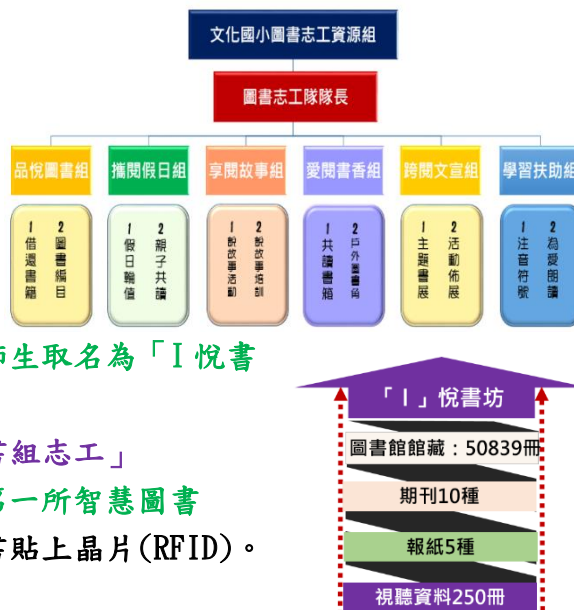 文化國小圖書志工資源組
圖書志工隊隊長
品悅圖書組
攜閱假日組
享閱故事組
愛閱書香組
跨閱文宣組
學習扶助組
1 借還書籍
2 圖書編目
1 假日輪值
2 親子共讀
1 說故事活動
2 說故事培訓
1 共讀書箱
2 戶外圖書角
1 主題書展
2 活動佈展
1 注音符號
2 為愛朗讀
師生取名為「I悅書
書組志工」
第一所智慧圖書
書貼上晶片(RFID)。
「I」悅書坊
圖書館館藏：50839冊
期刊10種
報紙5種
視聽資料250冊